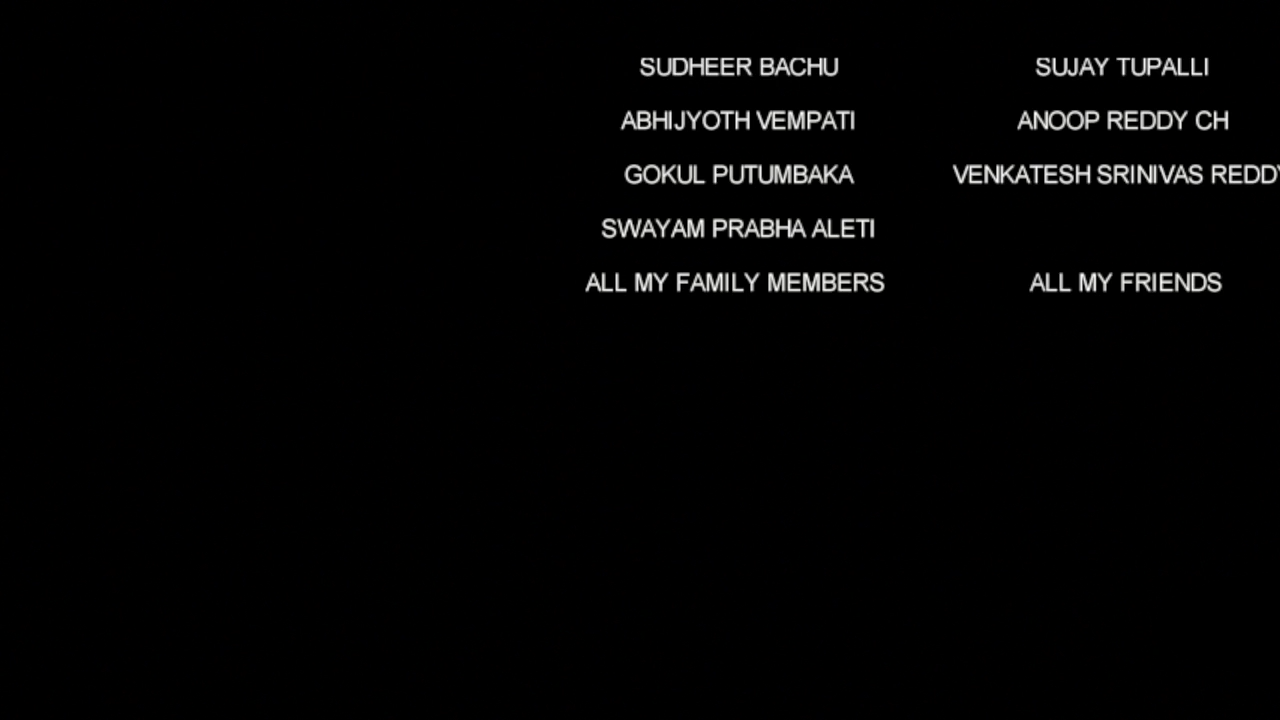 SUDHEER BACHU SUJAY TUPALLI
ABHIJYOTH VEMPATI ANOOP REDDY CH
GOKUL PUTUMBAKA VENKATESH SRINIVAS REDDY
SWAYAM PRABHA ALETI
ALL MY FAMILY MEMBERS ALL MY FRIENDS